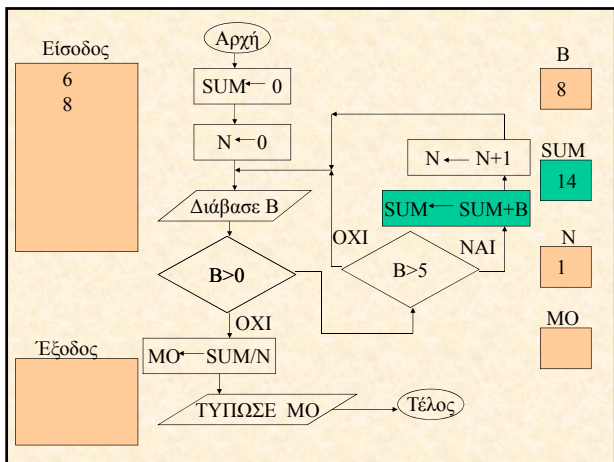 Είσοδος
6
8
Έξοδος
Αρχή
SUM← 0
N← 0
Διάβασε Β
B>0
ΟΧΙ
MO← SUM/N
ΤΥΠΩΣΕ ΜΟ
Τέλος
N ← N+1
SUM← SUM+B
ΟΧΙ
ΝΑΙ
B>5
B
8
SUM
14
N
1
MO